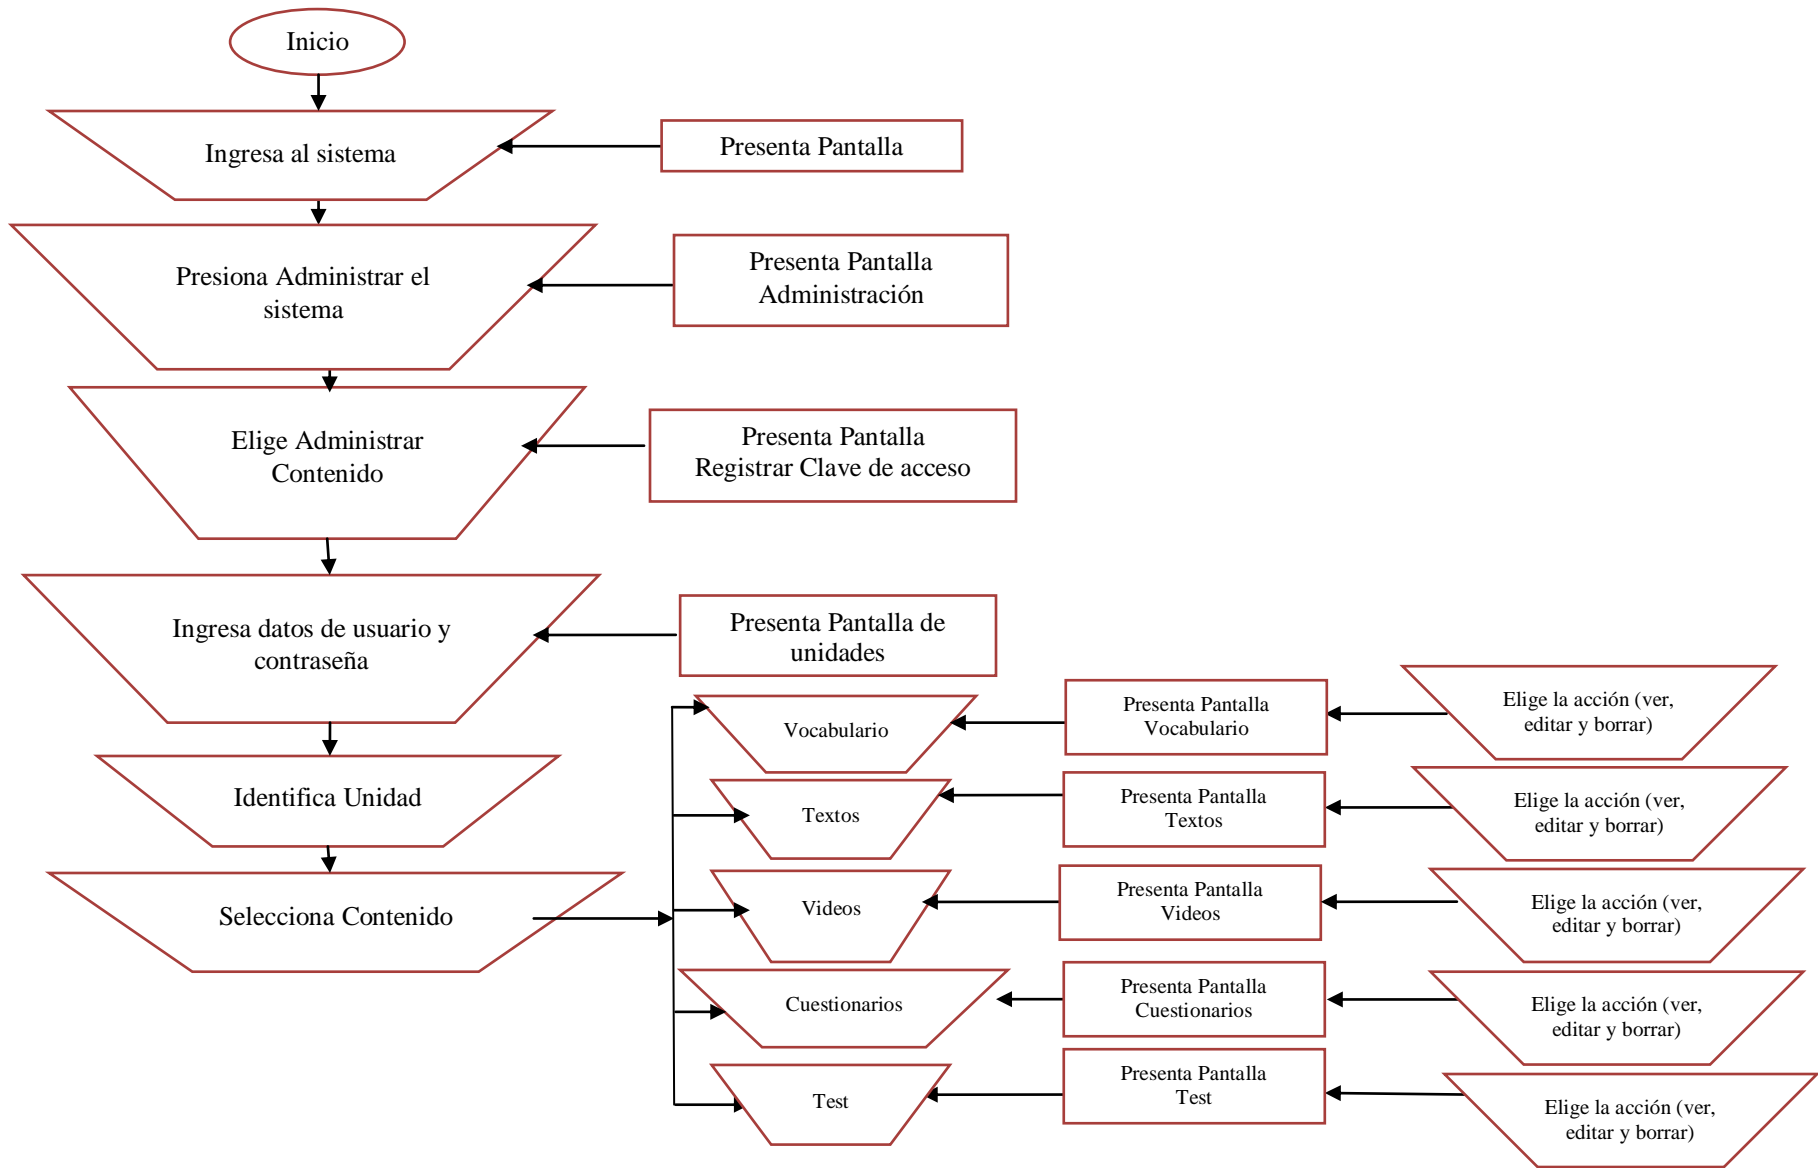 Inicio
Ingresa al sistema
Presenta Pantalla
Presiona Administrar el
sistema
Presenta Pantalla
Administración
Elige Administrar
Contenido
Presenta Pantalla
Registrar Clave de acceso
Ingresa datos de usuario y
contraseña
Presenta Pantalla de
unidades
Identifica Unidad
Selecciona Contenido
Vocabulario
Presenta Pantalla
Vocabulario
Elige la acción (ver,
editar y borrar)
Textos
Presenta Pantalla
Textos
Elige la acción (ver,
editar y borrar)
Videos
Presenta Pantalla
Videos
Elige la acción (ver,
editar y borrar)
Cuestionarios
Presenta Pantalla
Cuestionarios
Elige la acción (ver,
editar y borrar)
Test
Presenta Pantalla
Test
Elige la acción (ver,
editar y borrar)